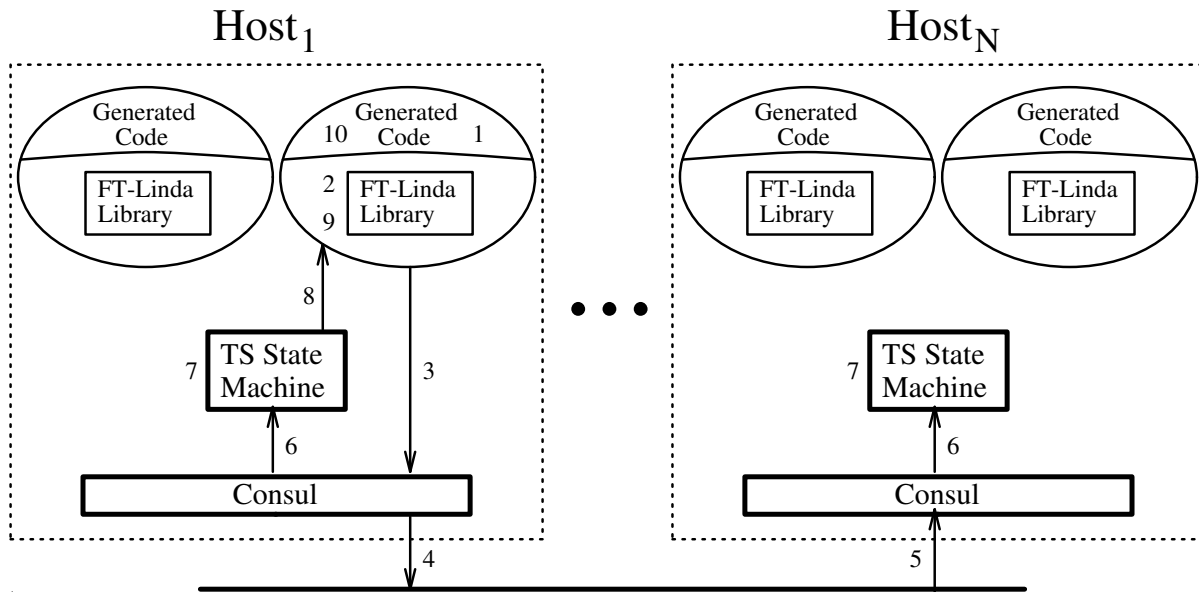 Host1 HostN
Generated Code Generated Code Generated Code Generated Code
10 1
FT-Linda Library 2 9 FT-Linda Library FT-Linda Library FT-Linda Library
8
7 TS State Machine 3 7 TS State Machine
6 6
Consul Consul
4 5